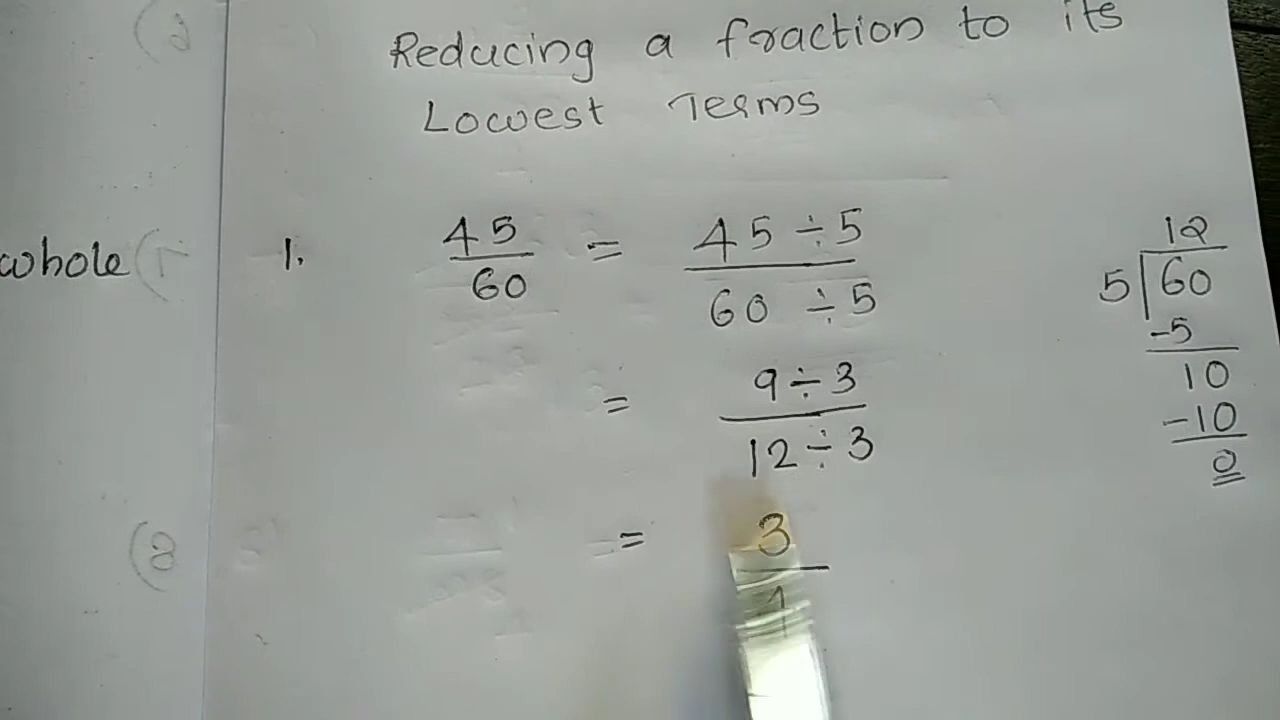 Reducing a fraction to its
Lowest Terms
whole
1. 45/60 = 45 ÷ 5/60 ÷ 5
= 9 ÷ 3/12 ÷ 3
= 3/
12
5 60
-5
10
-10
0